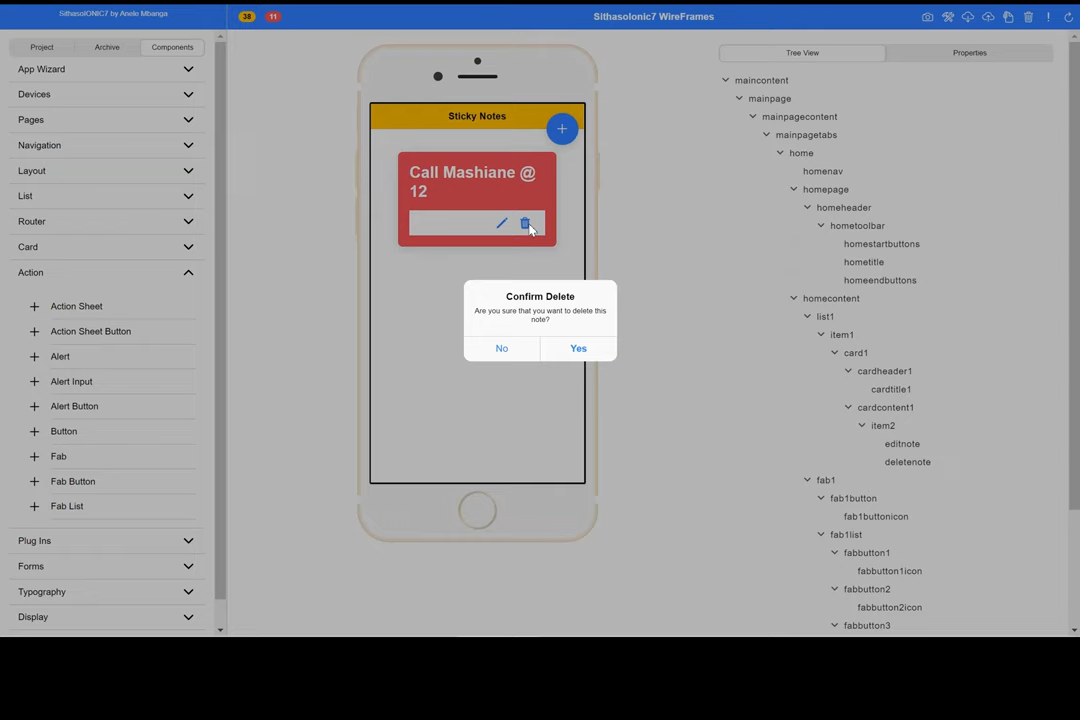 SithasoIONIC7 by Anele Mbanga
38
11
SithasoIonic7 WireFrames
Project
Archive
Components
App Wizard
Devices
Pages
Navigation
Layout
List
Router
Card
Action
Action Sheet
Action Sheet Button
Alert
Alert Input
Alert Button
Button
Fab
Fab Button
Fab List
Plug Ins
Forms
Typography
Display
Sticky Notes
Call Mashiane @
12
Confirm Delete
Are you sure that you want to delete this
note?
No
Yes
Tree View
Properties
maincontent
mainpage
mainpagecontent
mainpagetabs
home
homenav
homepage
homeheader
hometoolbar
homestartbuttons
hometitle
homeendbuttons
homecontent
list1
item1
card1
cardheader1
cardtitle1
cardcontent1
item2
editnote
deletenote
fab1
fab1button
fab1buttonicon
fab1list
fabbutton1
fabbutton1icon
fabbutton2
fabbutton2icon
fabbutton3